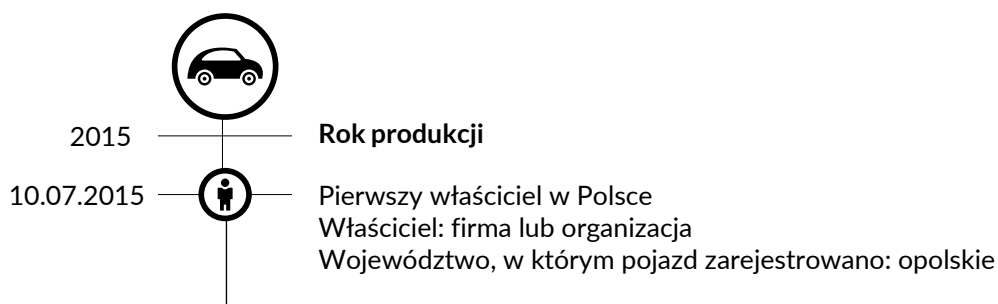 2015
Rok produkcji
10.07.2015
Pierwszy właściciel w Polsce
Właściciel: firma lub organizacja
Województwo, w którym pojazd zarejestrowano: opolskie